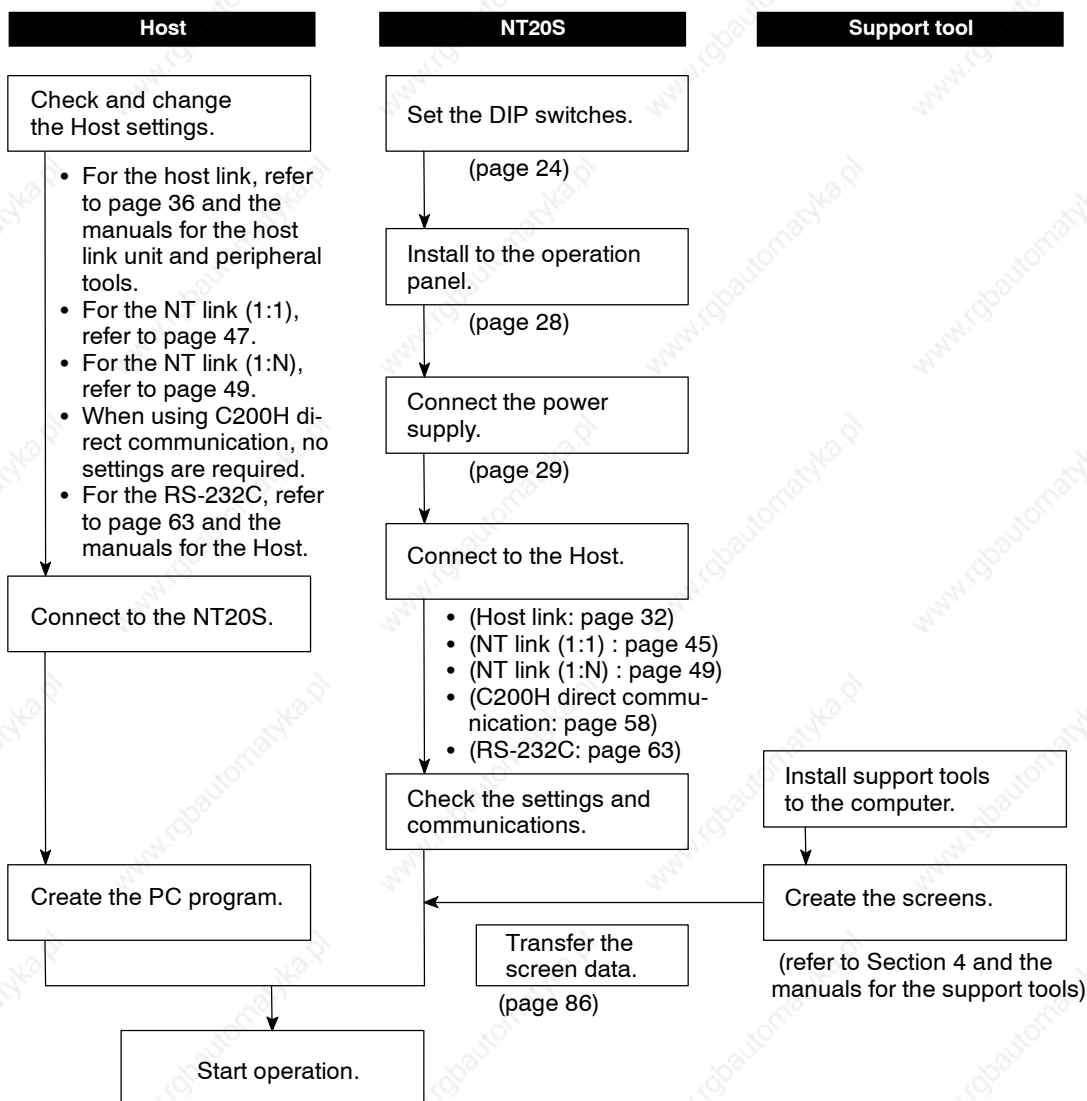 Host
NT20S
Support tool
Check and change
the Host settings.
• For the host link, refer
to page 36 and the
manuals for the host
link unit and peripheral
tools.
• For the NT link (1:1),
refer to page 47.
• For the NT link (1:N),
refer to page 49.
• When using C200H di-
rect communication, no
settings are required.
• For the RS-232C, refer
to page 63 and the
manuals for the Host.
Connect to the NT20S.
Create the PC program.
Set the DIP switches.
(page 24)
Install to the operation
panel.
(page 28)
Connect the power
supply.
(page 29)
Connect to the Host.
• (Host link: page 32)
• (NT link (1:1) : page 45)
• (NT link (1:N) : page 49)
• (C200H direct commu-
nication: page 58)
• (RS-232C: page 63)
Check the settings and
communications.
Install support tools
to the computer.
Create the screens.
(refer to Section 4 and the
manuals for the support tools)
Transfer the
screen data.
(page 86)
Start operation.
www.rgbautomatyka.pl